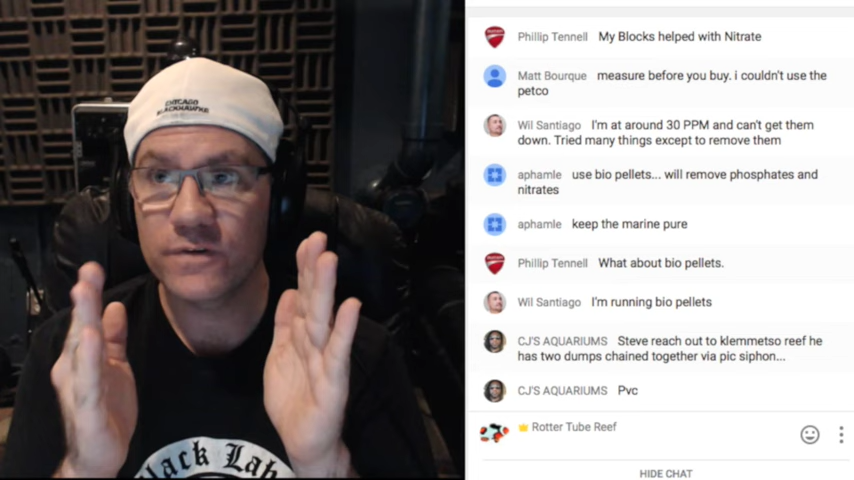 CHICAGO
BLACKHAWKS
Black Lab
Phillip Tennell My Blocks helped with Nitrate
Matt Bourque measure before you buy. i couldn't use the
petco
Wil Santiago I'm at around 30 PPM and can't get them
down. Tried many things except to remove them
aphamle use bio pellets... will remove phosphates and
nitrates
aphamle keep the marine pure
Phillip Tennell What about bio pellets.
Wil Santiago I'm running bio pellets
CJ'S AQUARIUMS Steve reach out to klemmetso reef he
has two dumps chained together via pic siphon...
CJ'S AQUARIUMS Pvc
Rotter Tube Reef
HIDE CHAT